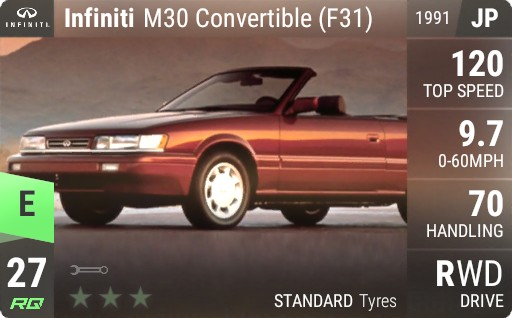 INFINITI
Infiniti M30 Convertible (F31)
1991 JP
120
TOP SPEED
9.7
0-60MPH
E
70
HANDLING
27
RQ
STANDARD Tyres
RWD
DRIVE